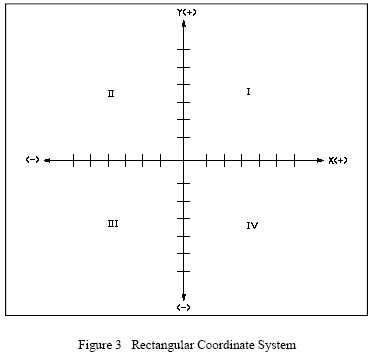 Y(+)
II
I
(-)
X(+)
III
IV
(-)
Figure 3 Rectangular Coordinate System